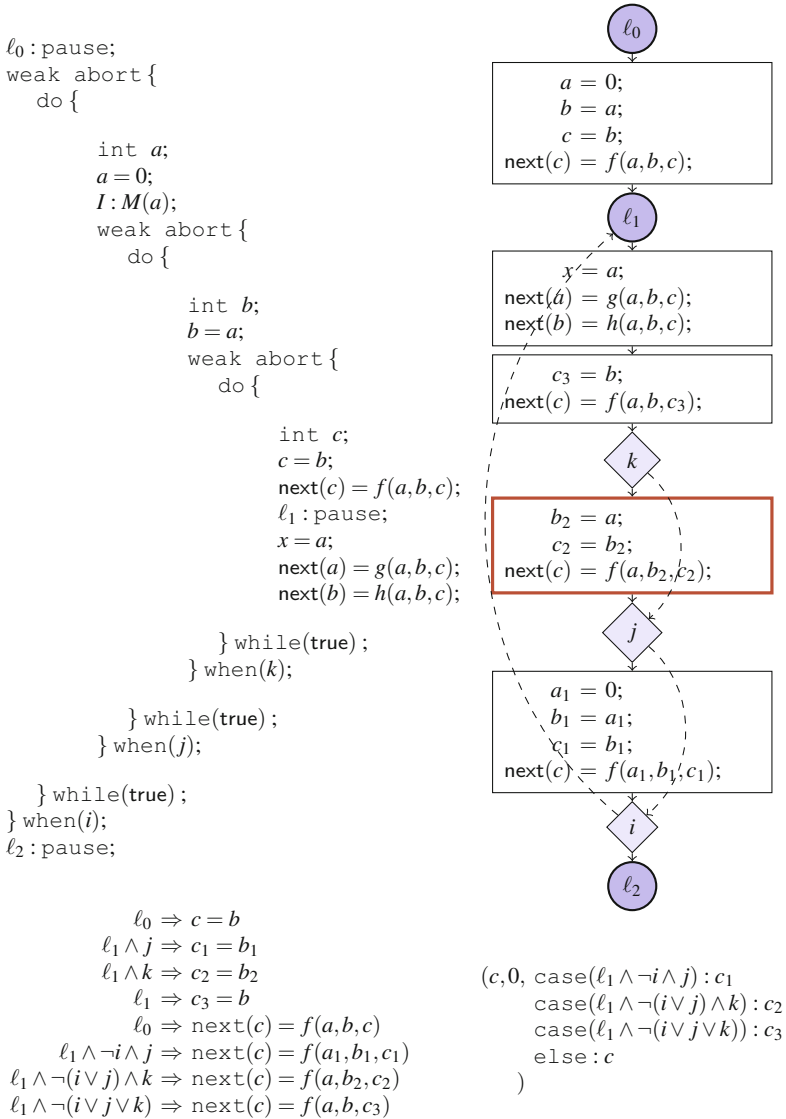 ℓ0 : pause;
weak abort {
do {
int a;
a = 0;
I : M(a);
weak abort {
do {
int b;
b = a;
weak abort {
do {
int c;
c = b;
next(c) = f(a,b,c);
ℓ1 : pause;
x = a;
next(a) = g(a,b,c);
next(b) = h(a,b,c);
} while(true) ;
} when(k);
} while(true) ;
} when(j);
} while(true) ;
} when(i);
ℓ2 : pause;
ℓ0
a = 0;
b = a;
c = b;
next(c) = f(a,b,c);
ℓ1
x = a;
next(a) = g(a,b,c);
next(b) = h(a,b,c);
c3 = b;
next(c) = f(a,b,c3);
k
b2 = a;
c2 = b2;
next(c) = f(a,b2,c2);
j
a1 = 0;
b1 = a1;
c1 = b1;
next(c) = f(a1,b1,c1);
i
ℓ2
ℓ0 ⇒ c = b
ℓ1 ∧ j ⇒ c1 = b1
ℓ1 ∧ k ⇒ c2 = b2
ℓ1 ⇒ c3 = b
ℓ0 ⇒ next(c) = f(a,b,c)
ℓ1 ∧ ¬i ∧ j ⇒ next(c) = f(a1,b1,c1)
ℓ1 ∧ ¬(i ∨ j) ∧ k ⇒ next(c) = f(a,b2,c2)
ℓ1 ∧ ¬(i ∨ j ∨ k) ⇒ next(c) = f(a,b,c3)
(c,0, case(ℓ1 ∧ ¬i ∧ j) : c1
case(ℓ1 ∧ ¬(i ∨ j) ∧ k) : c2
case(ℓ1 ∧ ¬(i ∨ j ∨ k)) : c3
else : c
)